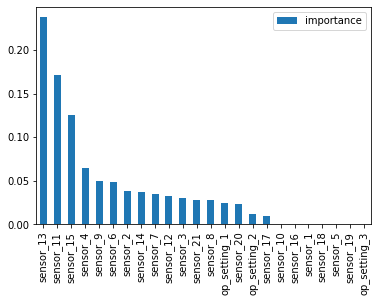 importance
0.20
0.15
0.10
0.05
0.00
sensor_13
sensor_11
sensor_15
sensor_4
sensor_9
sensor_6
sensor_2
sensor_14
sensor_7
sensor_12
sensor_3
sensor_21
sensor_8
op_setting_1
sensor_20
op_setting_2
sensor_17
sensor_10
sensor_16
sensor_1
sensor_18
sensor_5
sensor_19
op_setting_3